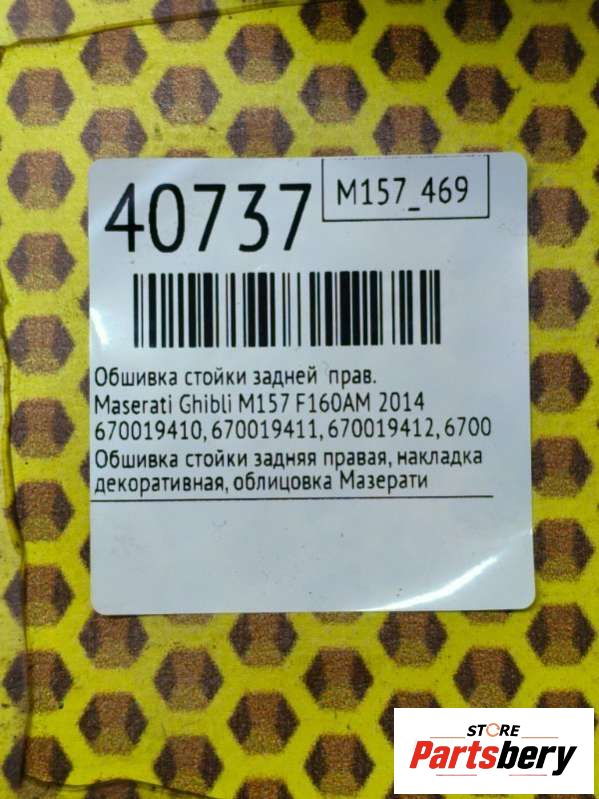 40737
M157_469
Обшивка стойки задней прав.
Maserati Ghibli M157 F160AM 2014
670019410, 670019411, 670019412, 6700
Обшивка стойки задняя правая, накладка
декоративная, облицовка Мазерати
STORE
Partsbery